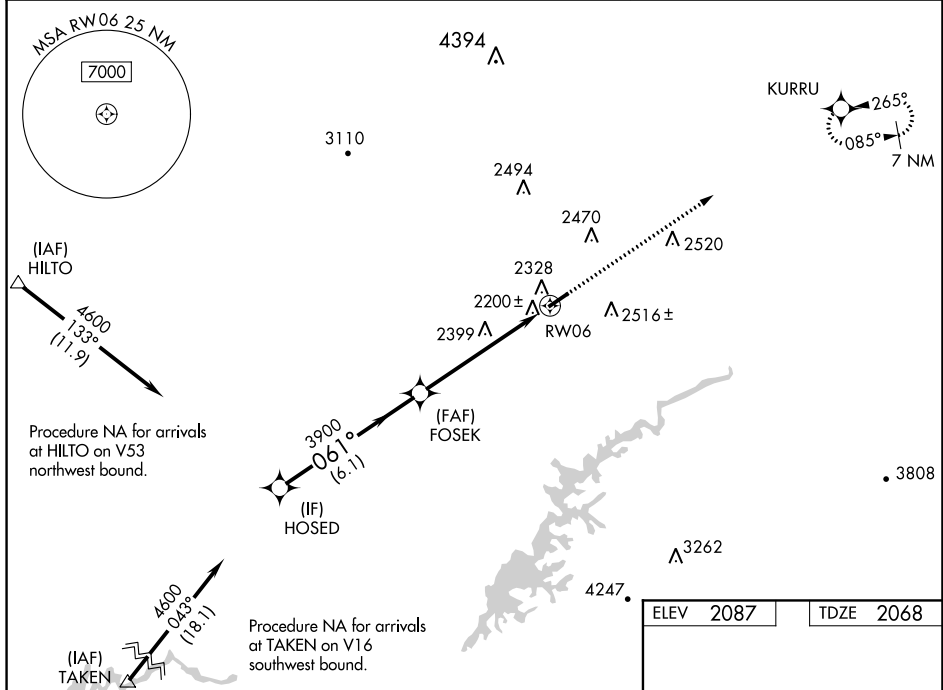 MSA RW06 25 NM
7000
4394
3110
KURRU
265°
085°
7 NM
2494
2470
2520
(IAF)
HILTO
2328
2200±
2516±
RW06
2399
4600
133°
(11.9)
(FAF)
FOSEK
Procedure NA for arrivals
at HILTO on V53
northwest bound.
3900
061°
(6.1)
(IF)
HOSED
3808
3262
4247
4600
043°
(18.1)
Procedure NA for arrivals
at TAKEN on V16
southwest bound.
(IAF)
TAKEN
ELEV 2087
TDZE 2068